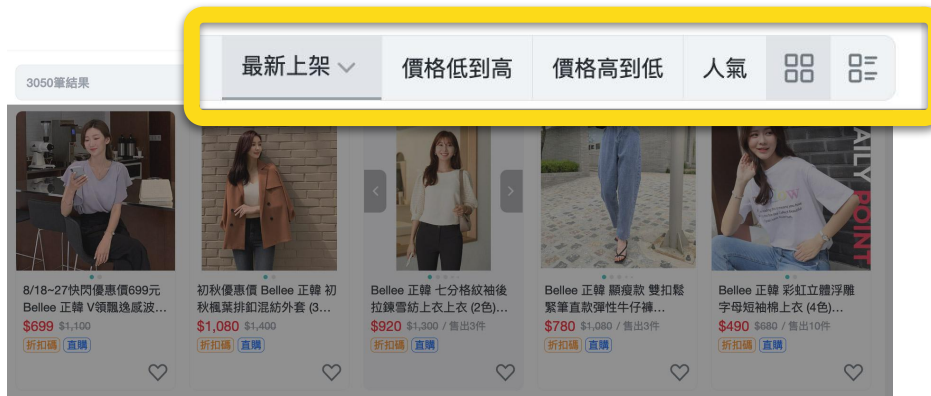 最新上架
價格低到高
價格高到低
人氣
3050筆結果
AILY POINT
8/18~27快閃優惠價699元
Bellee 正韓 V領飄逸感波...
$699 $1,100
折扣碼 直購
初秋優惠價 Bellee 正韓 初
秋楓葉排釦混紡外套 (3...
$1,080 $1,400
折扣碼 直購
Bellee 正韓 七分格紋袖後
拉鍊雪紡上衣上衣 (2色)...
$920 $1,300 / 售出3件
折扣碼 直購
Bellee 正韓 顯瘦款 雙扣鬆
緊筆直款彈性牛仔褲...
$780 $1,080 / 售出3件
折扣碼 直購
Bellee 正韓 彩虹立體浮雕
字母短袖棉上衣 (4色)...
$490 $680 / 售出10件
折扣碼 直購